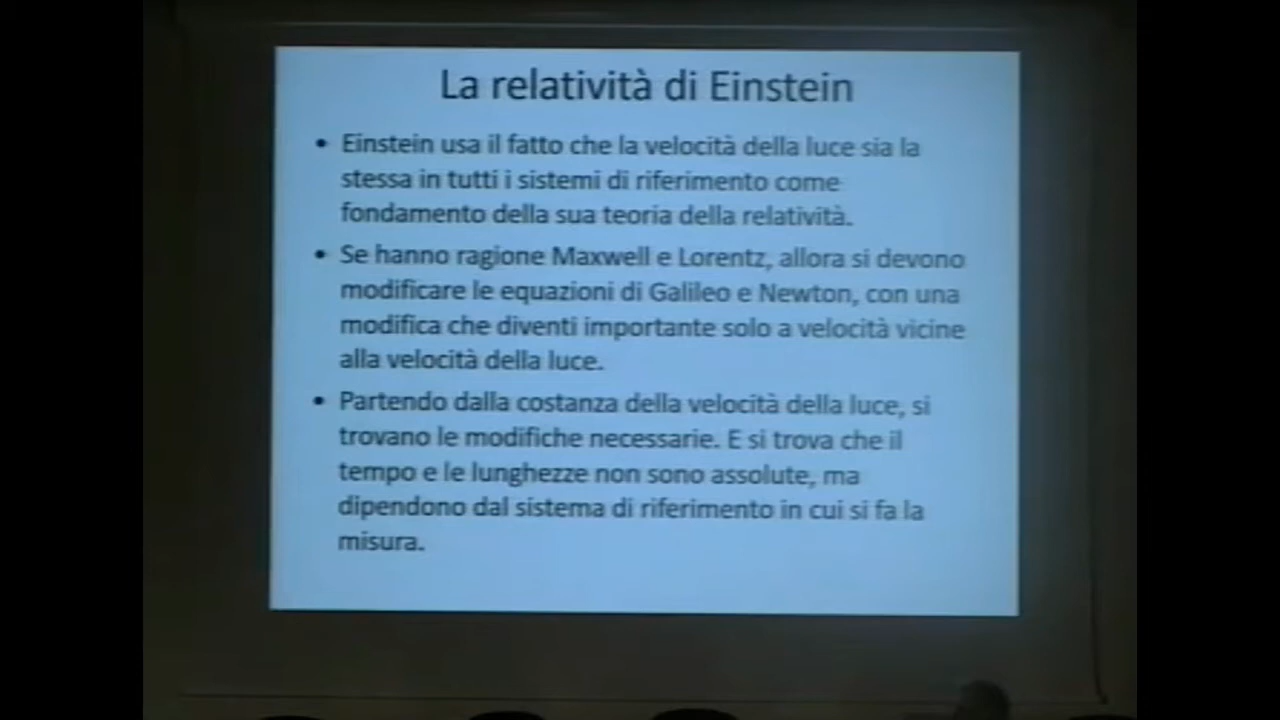 La relatività di Einstein
• Einstein usa il fatto che la velocità della luce sia la
stessa in tutti i sistemi di riferimento come
fondamento della sua teoria della relatività.
• Se hanno ragione Maxwell e Lorentz, allora si devono
modificare le equazioni di Galileo e Newton, con una
modifica che diventi importante solo a velocità vicine
alla velocità della luce.
• Partendo dalla costanza della velocità della luce, si
trovano le modifiche necessarie. E si trova che il
tempo e le lunghezze non sono assolute, ma
dipendono dal sistema di riferimento in cui si fa la
misura.